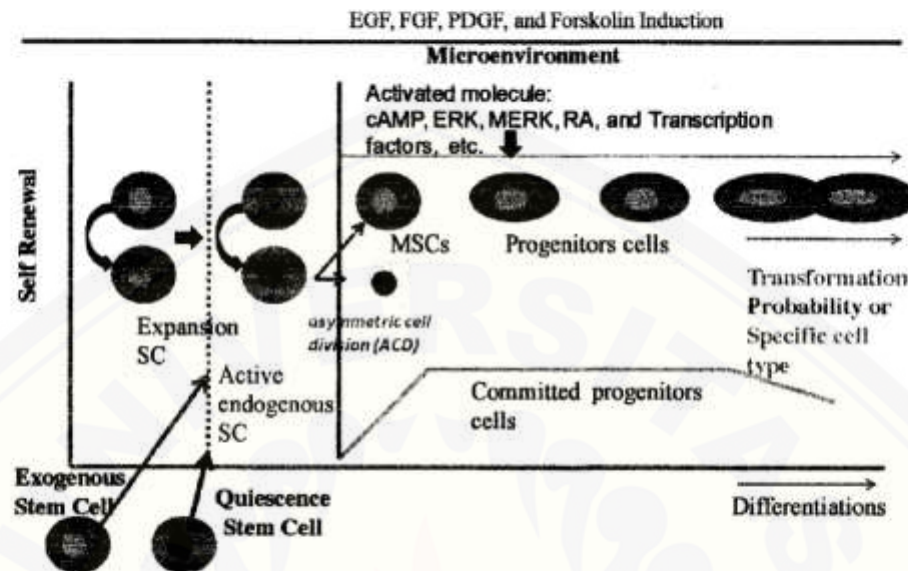 EGF, FGF, PDGF, and Forskolin Induction
Microenvironment
Activated molecule:
cAMP, ERK, MERK, RA, and Transcription
factors, etc.
Self Renewal
MSCs
Progenitors cells
Expansion
SC
asymmetric cell
division (ACD)
Transformation
Probability or
Specific cell
type
Active
endogenous
SC
Committed progenitors
cells
Exogenous
Stem Cell
Quiescence
Stem Cell
Differentiations
UNIVERSITAS